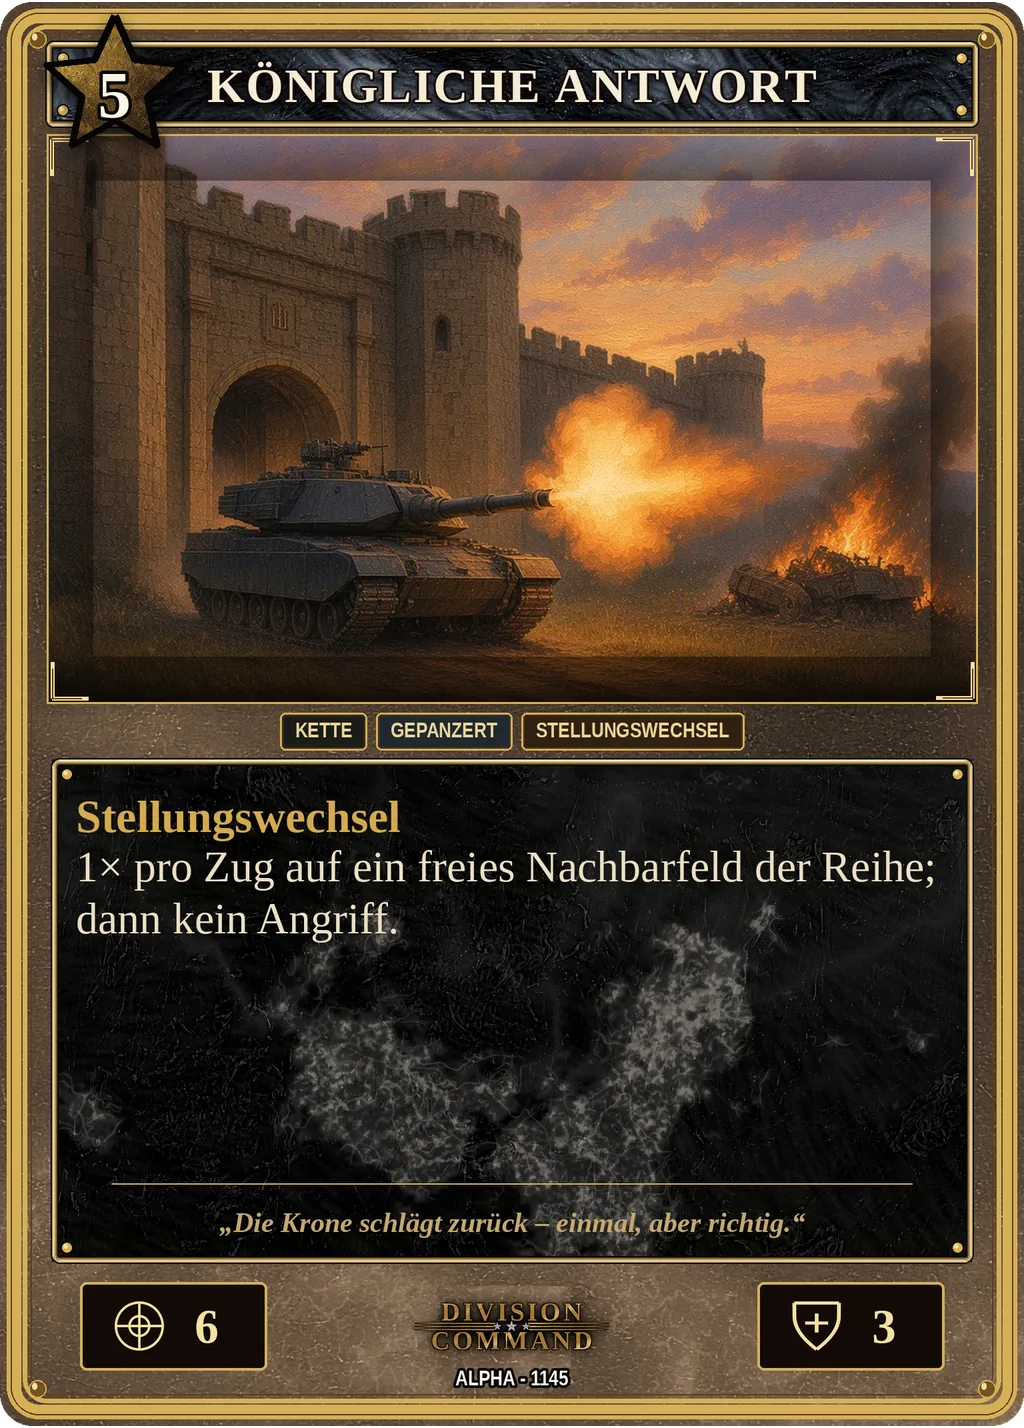 5
KÖNIGLICHE ANTWORT
KETTE GEPANZERT STELLUNGSWECHSEL
Stellungswechsel
1× pro Zug auf ein freies Nachbarfeld der Reihe;
dann kein Angriff.
„Die Krone schlägt zurück – einmal, aber richtig.“
6
DIVISION
COMMAND
ALPHA - 1145
3